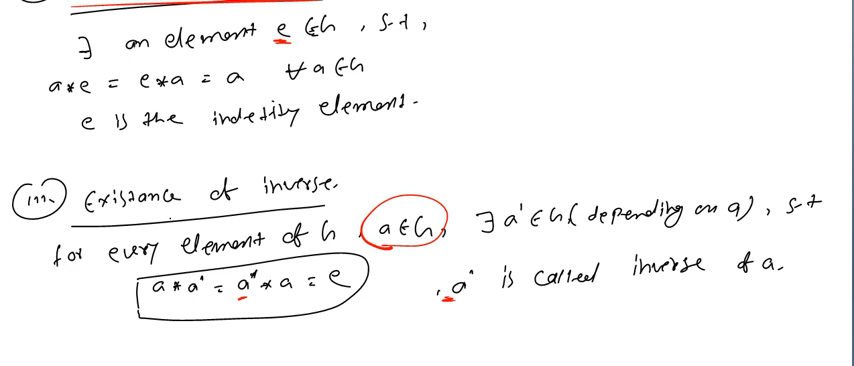 ∃ an element e ∈ G , s-t ,
a*e = e*a = a ∀ a ∈ G
e is the indetity element.
(iii) Existance of inverse.
for every element of G , a ∈ G, ∃ a' ∈ G ( depending on a) , s-t
a * a' = a' * a = e , a' is called inverse of a.